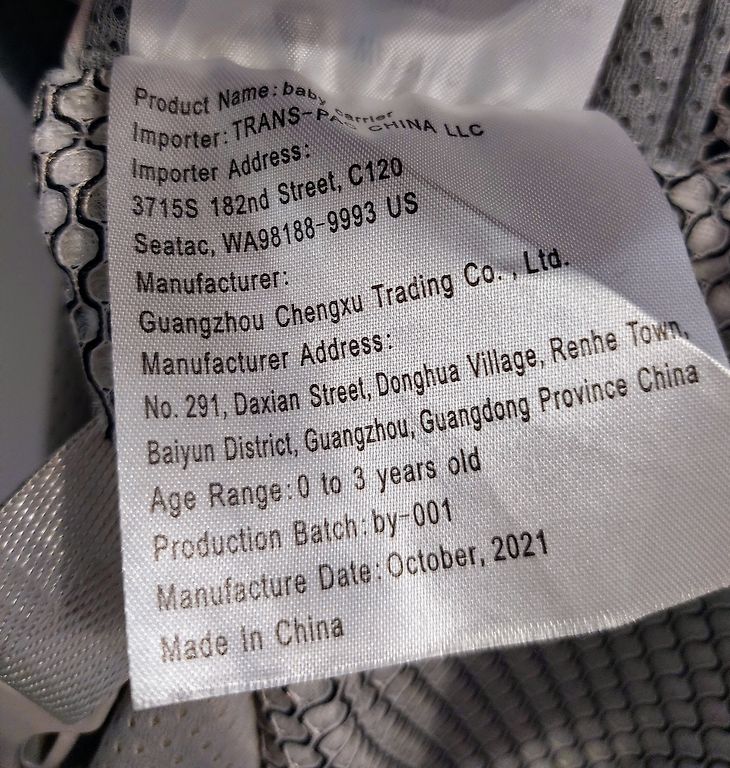 Product Name: baby carrier
Importer: TRANS-PAC CHINA LLC
Importer Address:
3715S 182nd Street, C120
Seatac, WA98188-9993 US
Manufacturer:
Guangzhou Chengxu Trading Co. , Ltd.
Manufacturer Address:
No. 291, Daxian Street, Donghua Village, Renhe Town,
Baiyun District, Guangzhou, Guangdong Province China
Age Range: 0 to 3 years old
Production Batch: by-001
Manufacture Date: October, 2021
Made in China